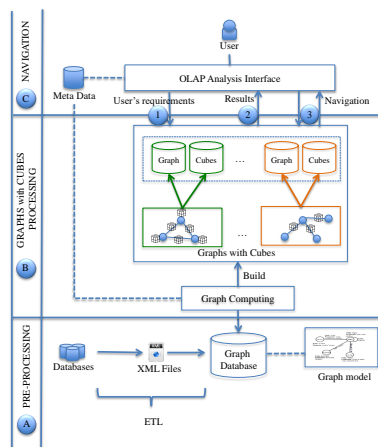 User
OLAP Analysis Interface
Meta Data
NAVIGATION
C
User's requirements
1
Results
2
3
Navigation
GRAPHS with CUBES
PROCESSING
B
Graph
Cubes
...
Graph
Cubes
...
Graphs with Cubes
Build
Graph Computing
PRE-PROCESSING
A
Databases
XML
XML Files
Graph
Database
Graph model
ETL